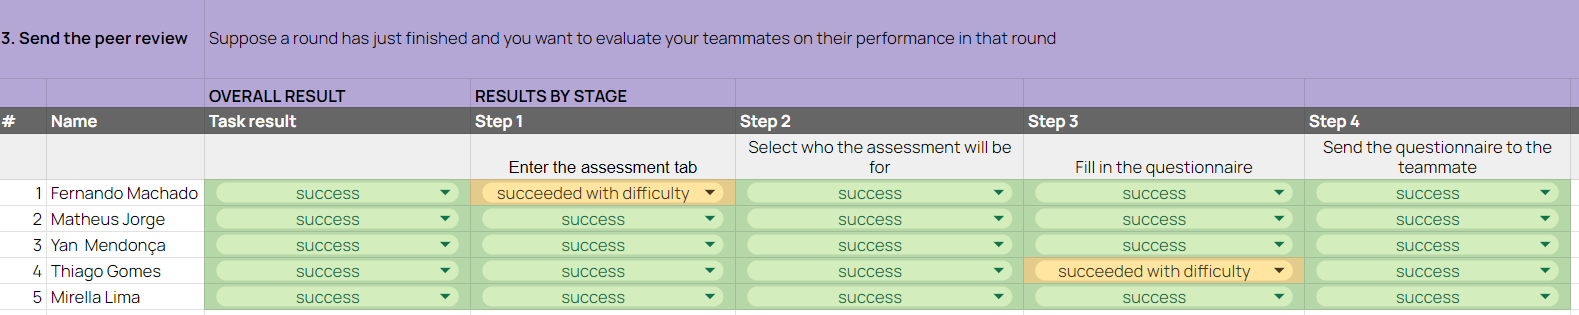 3. Send the peer review Suppose a round has just finished and you want to evaluate your teammates on their performance in that round
OVERALL RESULT RESULTS BY STAGE
# Name Task result Step 1 Step 2 Step 3 Step 4
Enter the assessment tab Select who the assessment will be for Fill in the questionnaire Send the questionnaire to the teammate
1 Fernando Machado success succeeded with difficulty success success success
2 Matheus Jorge success success success success success
3 Yan Mendonça success success success success success
4 Thiago Gomes success success success succeeded with difficulty success
5 Mirella Lima success success success success success